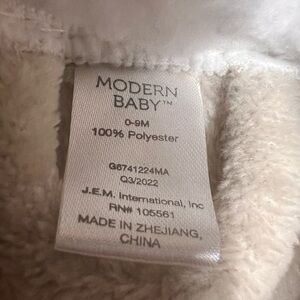 MODERN
BABY™
0-9M
100% Polyester
G6741224MA
Q3/2022
J.E.M. International, Inc
RN# 105561
MADE IN ZHEJIANG,
CHINA